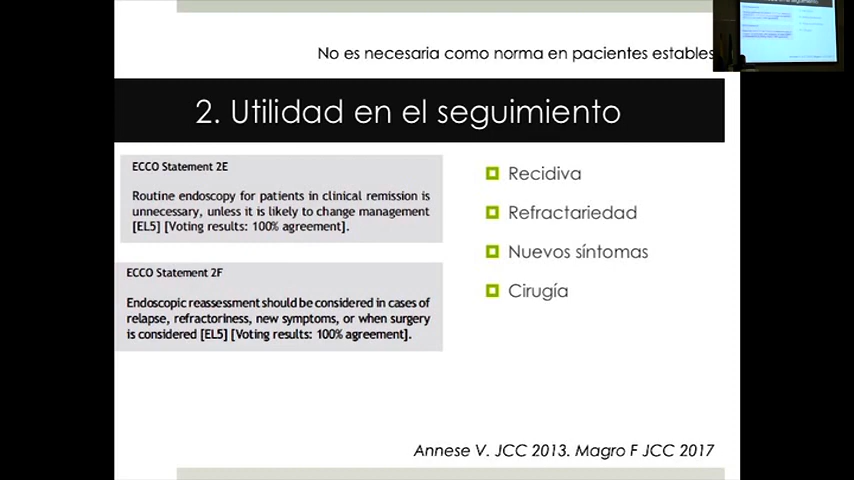 No es necesaria como norma en pacientes estables
2. Utilidad en el seguimiento
ECCO Statement 2E
Routine endoscopy for patients in clinical remission is
unnecessary, unless it is likely to change management
[EL5] [Voting results: 100% agreement].
ECCO Statement 2F
Endoscopic reassessment should be considered in cases of
relapse, refractoriness, new symptoms, or when surgery
is considered [EL5] [Voting results: 100% agreement].
Recidiva
Refractariedad
Nuevos síntomas
Cirugía
Annese V. JCC 2013. Magro F JCC 2017